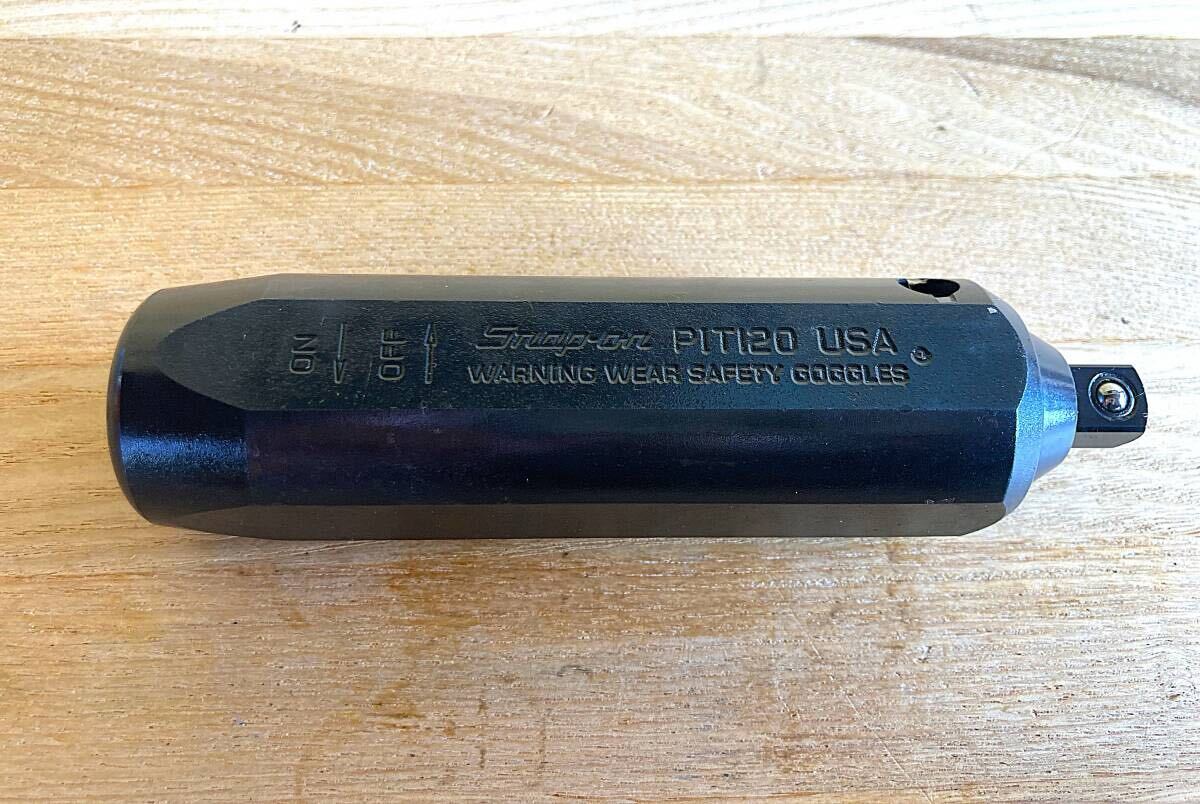 ON
OFF
Snap-on PIT120 USA
WARNING WEAR SAFETY GOGGLES